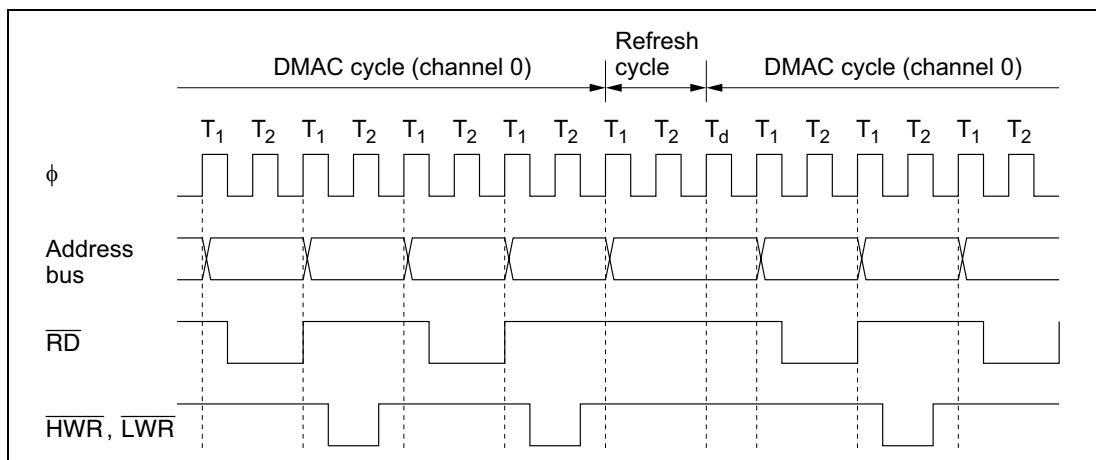 Refresh
cycle
DMAC cycle (channel 0)
DMAC cycle (channel 0)
T1 T2 T1 T2 T1 T2 T1 T2 T1 T2 Td T1 T2 T1 T2 T1 T2
ϕ
Address
bus
RD
HWR, LWR